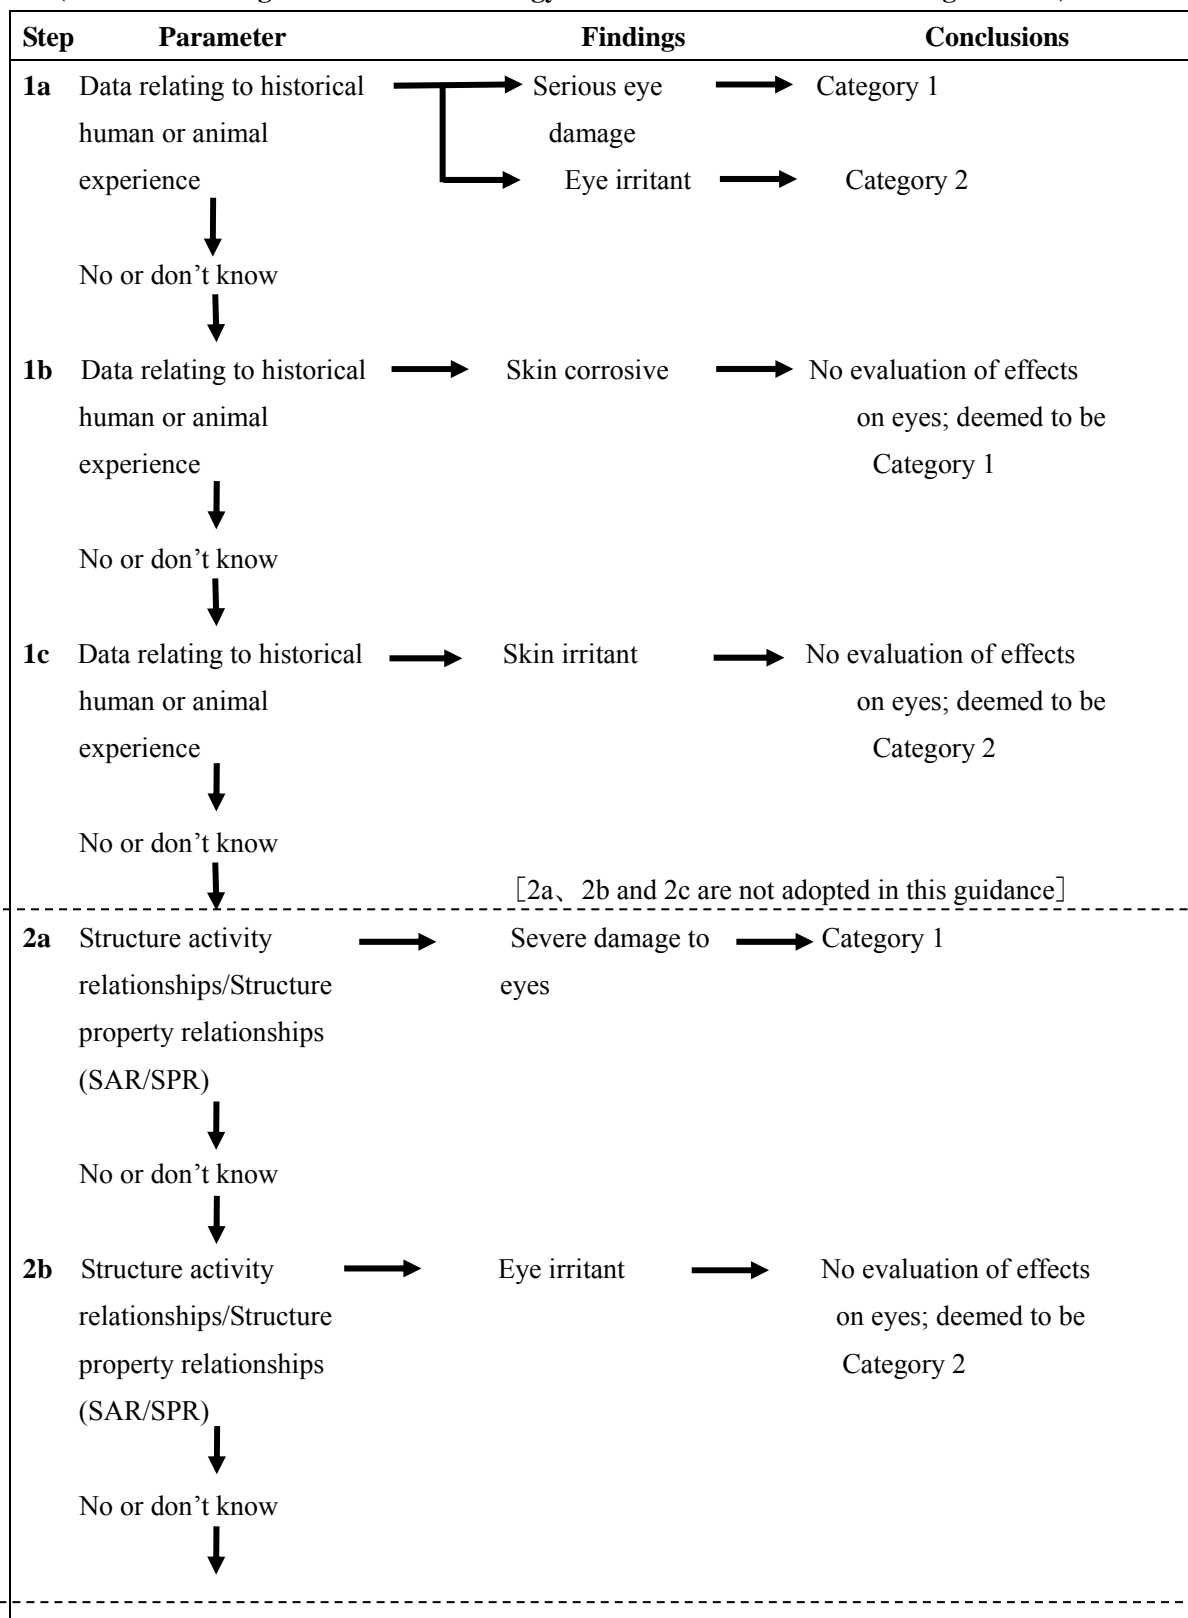 Step Parameter Findings Conclusions
1a Data relating to historical Serious eye Category 1
human or animal damage
experience Eye irritant Category 2
No or don’t know
1b Data relating to historical Skin corrosive No evaluation of effects
human or animal on eyes; deemed to be
experience Category 1
No or don’t know
1c Data relating to historical Skin irritant No evaluation of effects
human or animal on eyes; deemed to be
experience Category 2
No or don’t know
［2a、2b and 2c are not adopted in this guidance］
2a Structure activity Severe damage to Category 1
relationships/Structure eyes
property relationships
(SAR/SPR)
No or don’t know
2b Structure activity Eye irritant No evaluation of effects
relationships/Structure on eyes; deemed to be
property relationships Category 2
(SAR/SPR)
No or don’t know